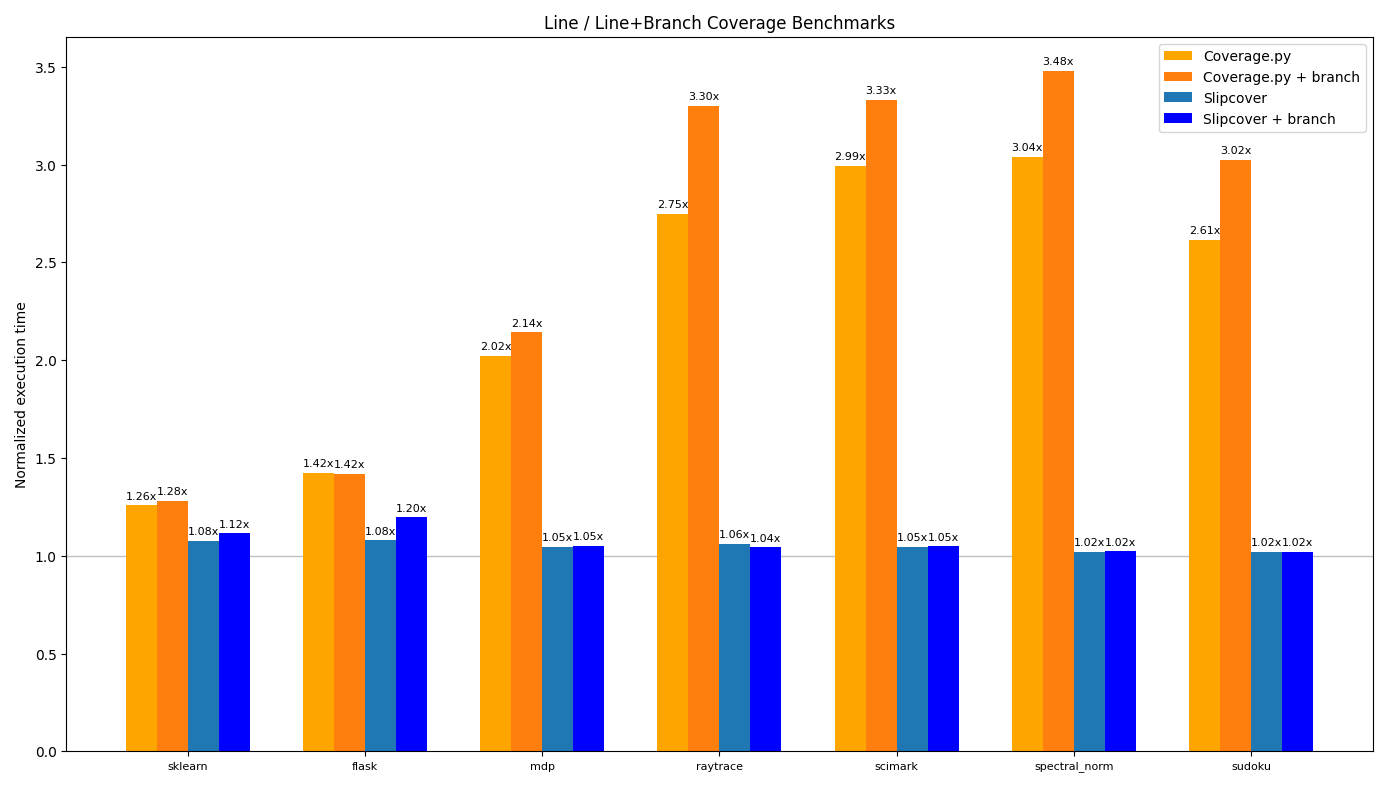 Line / Line+Branch Coverage Benchmarks
Coverage.py
Coverage.py + branch
Slipcover
Slipcover + branch
Normalized execution time
3.5
3.0
2.5
2.0
1.5
1.0
0.5
0.0
1.26x
1.28x
1.08x
1.12x
1.42x
1.42x
1.08x
1.20x
2.02x
2.14x
1.05x
1.05x
2.75x
3.30x
1.06x
1.04x
2.99x
3.33x
1.05x
1.05x
3.04x
3.48x
1.02x
1.02x
2.61x
3.02x
1.02x
1.02x
sklearn
flask
mdp
raytrace
scimark
spectral_norm
sudoku